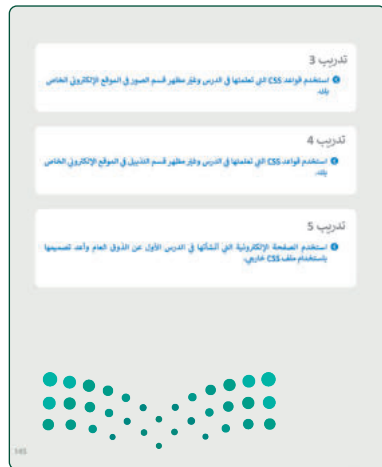 تدريب 3
استخدم قواعد CSS التي تعلمتها في الدرس وغيّر مظهر قسم الصور في الموقع الإلكتروني الخاص
بك.
تدريب 4
استخدم قواعد CSS التي تعلمتها في الدرس وغيّر مظهر قسم التذييل في الموقع الإلكتروني الخاص
بك.
تدريب 5
استخدم الصفحة الإلكترونية التي أنشأتها في الدرس الأول عن الذوق العام وأعد تصميمها
باستخدام ملف CSS خارجي.
145